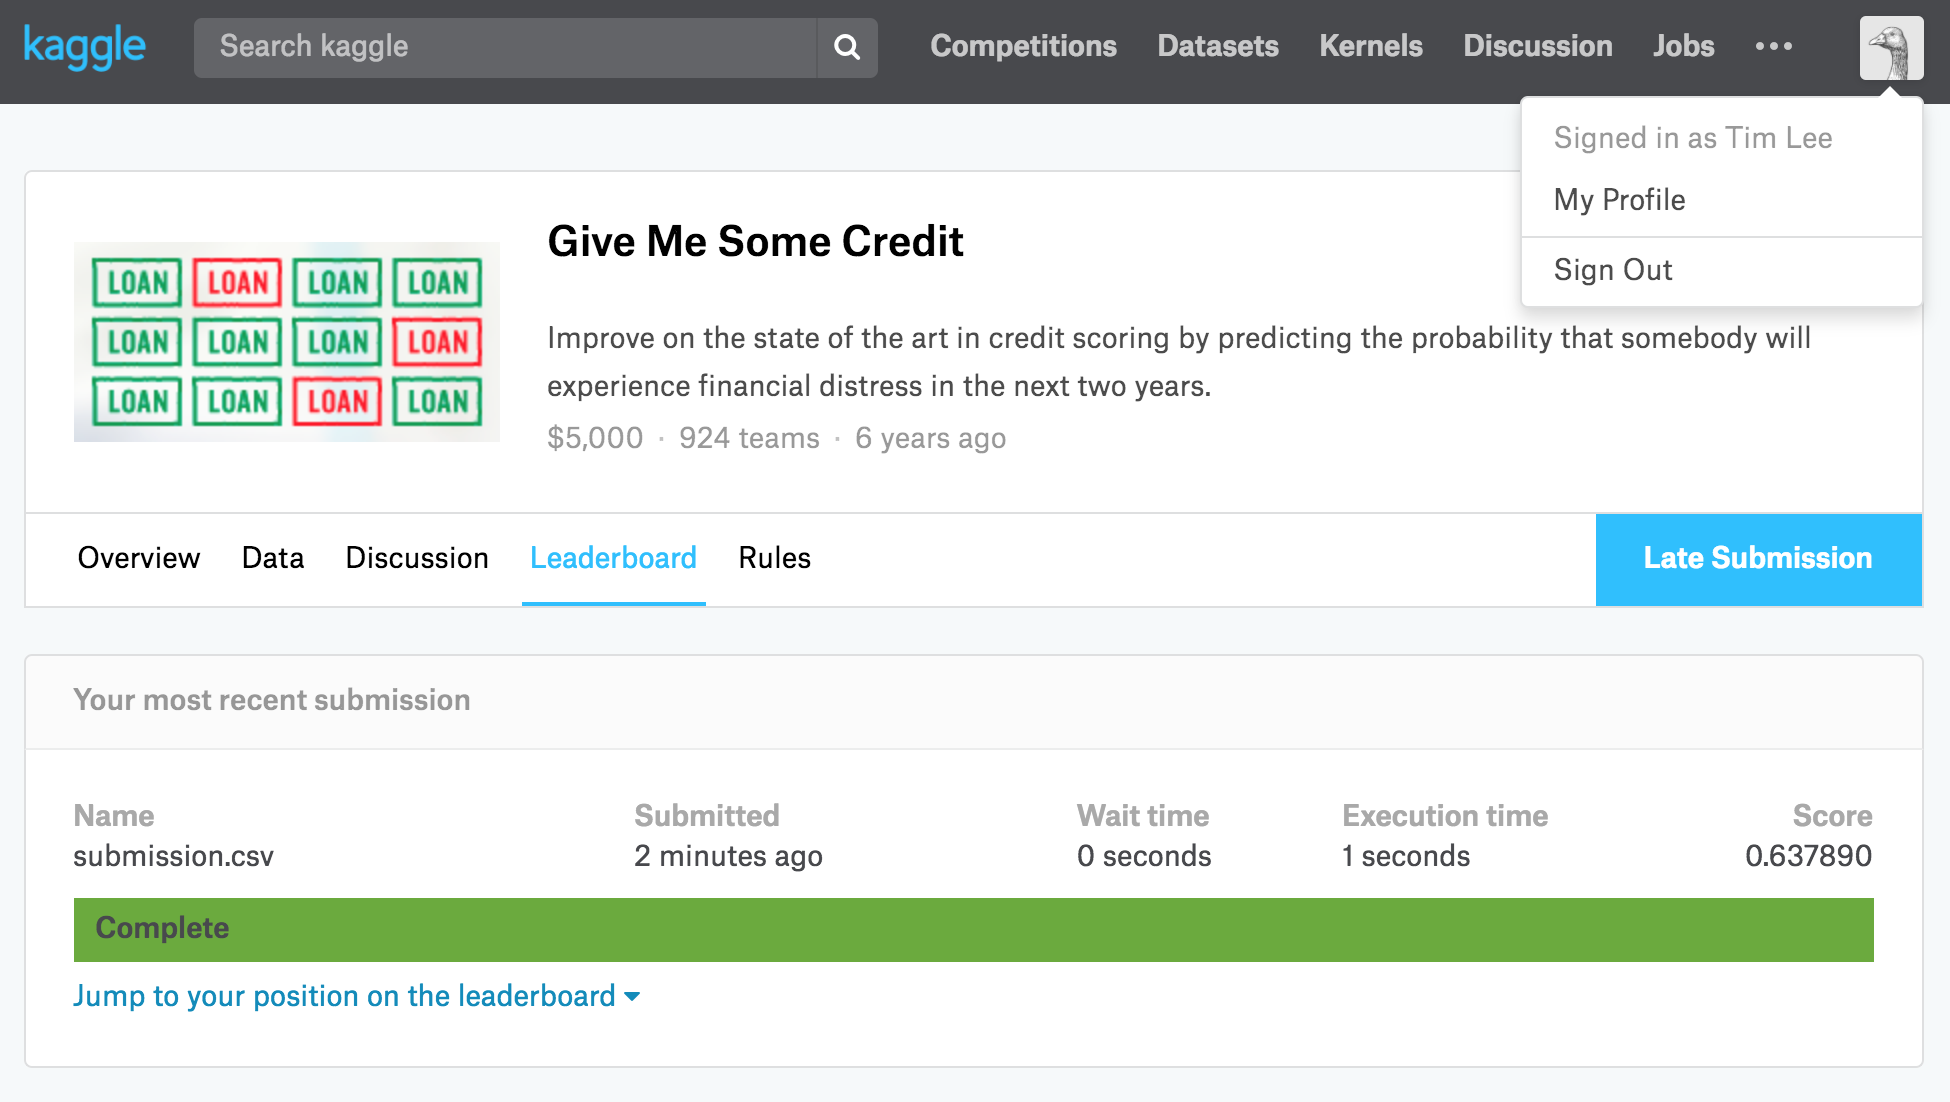 kaggle
Search kaggle
Competitions Datasets Kernels Discussion Jobs
Signed in as Tim Lee
My Profile
Sign Out
LOAN LOAN LOAN LOAN
LOAN LOAN LOAN LOAN
LOAN LOAN LOAN LOAN
Give Me Some Credit
Improve on the state of the art in credit scoring by predicting the probability that somebody will
experience financial distress in the next two years.
$5,000 · 924 teams · 6 years ago
Overview Data Discussion Leaderboard Rules Late Submission
Your most recent submission
Name Submitted Wait time Execution time Score
submission.csv 2 minutes ago 0 seconds 1 seconds 0.637890
Complete
Jump to your position on the leaderboard